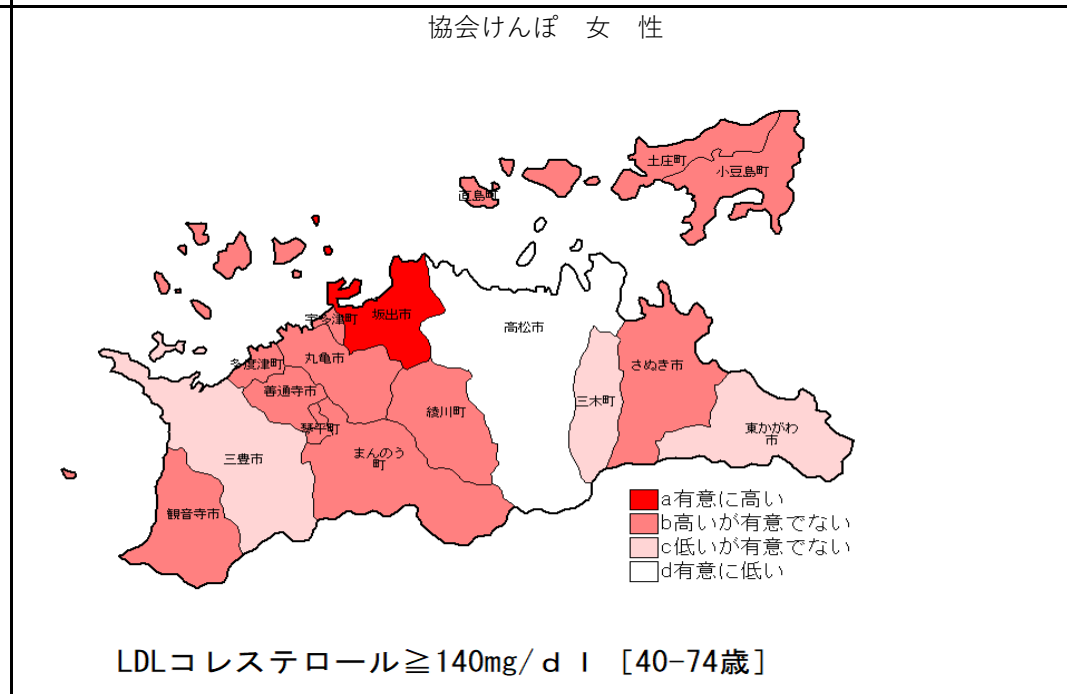 協会けんぽ 女 性
土庄町
小豆島町
直島町
宇多津町
坂出市
高松市
多度津町
丸亀市
さぬき市
善通寺市
三木町
綾川町
琴平町
東かがわ
市
まんのう
町
三豊市
観音寺市
a有意に高い
b高いが有意でない
c低いが有意でない
d有意に低い
LDLコレステロール≧140mg/ｄｌ［40-74歳］